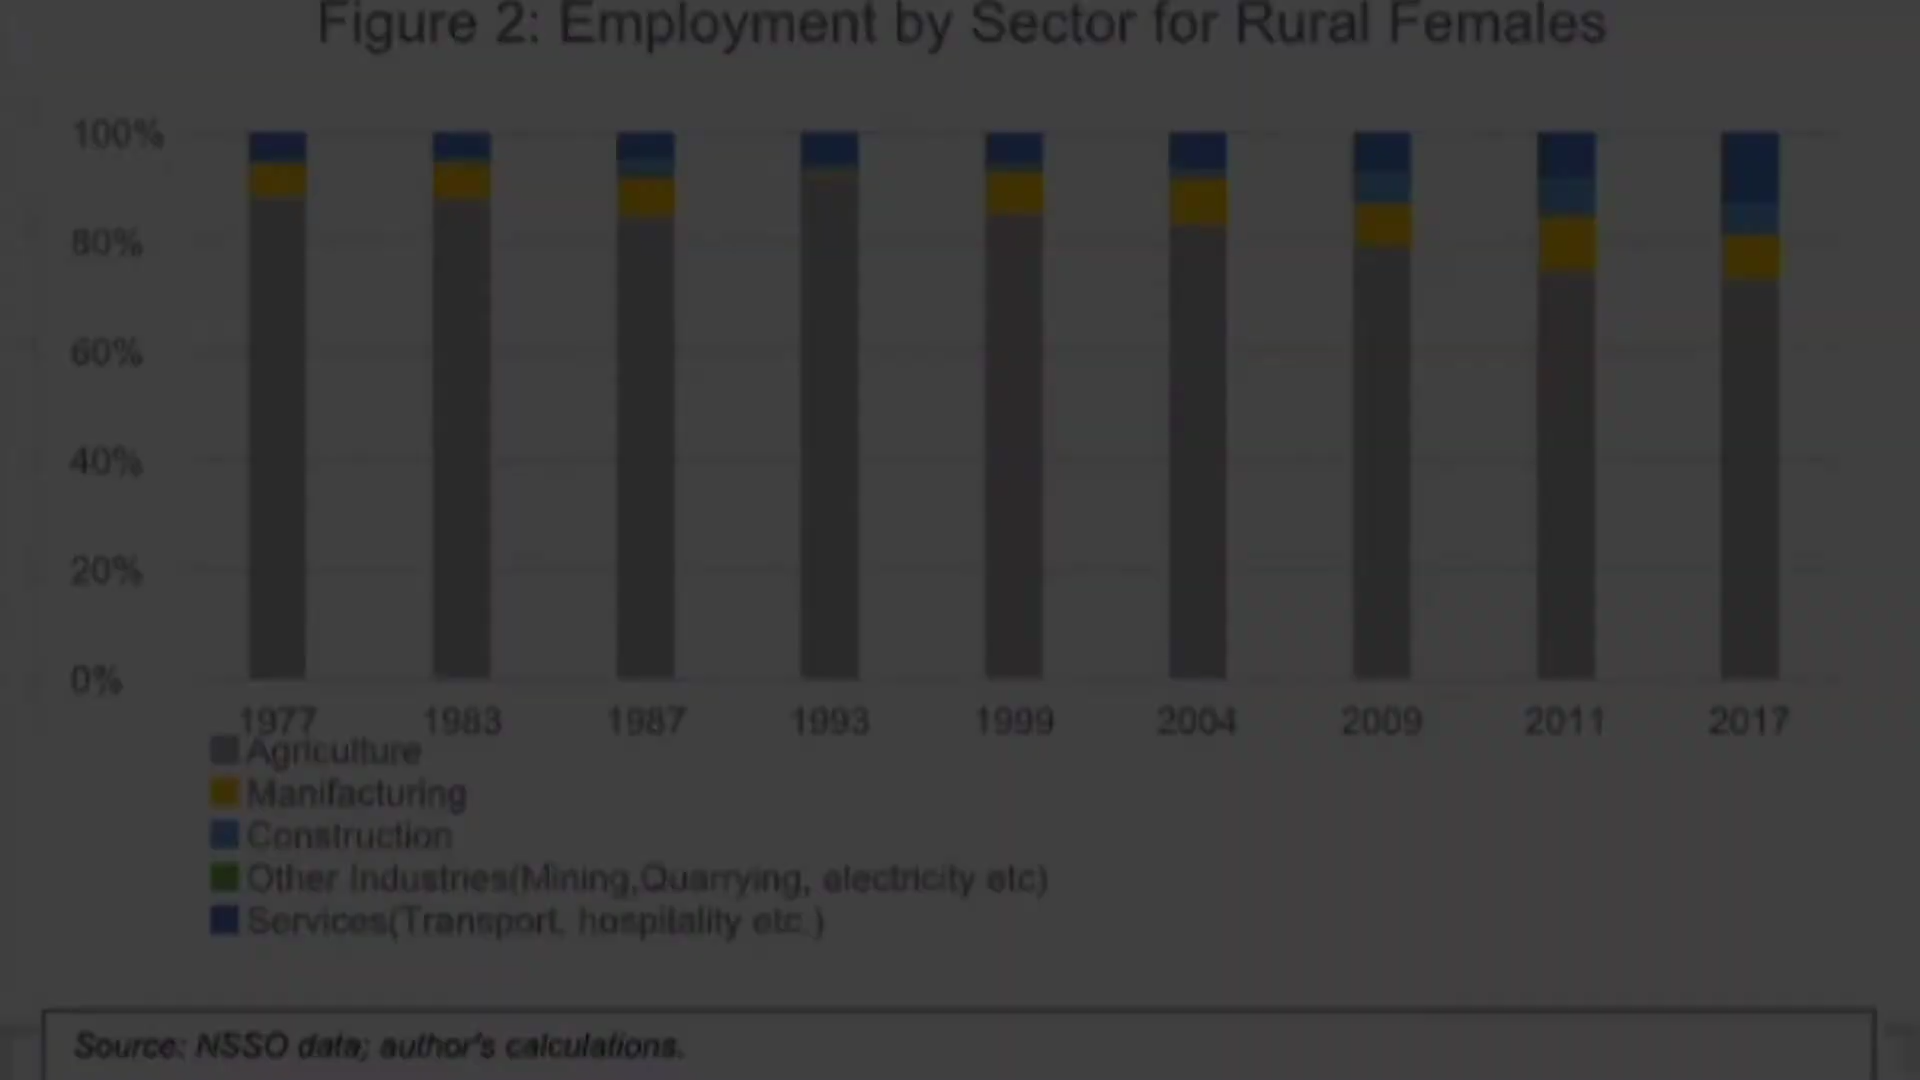 Figure 2: Employment by Sector for Rural Females
100%
80%
60%
40%
20%
0%
1977 1983 1987 1993 1999 2004 2009 2011 2017
Agriculture
Manifacturing
Construction
Other Industries(Mining,Quarrying, electricity etc)
Services(Transport, hospitality etc.)
Source: NSSO data; author's calculations.